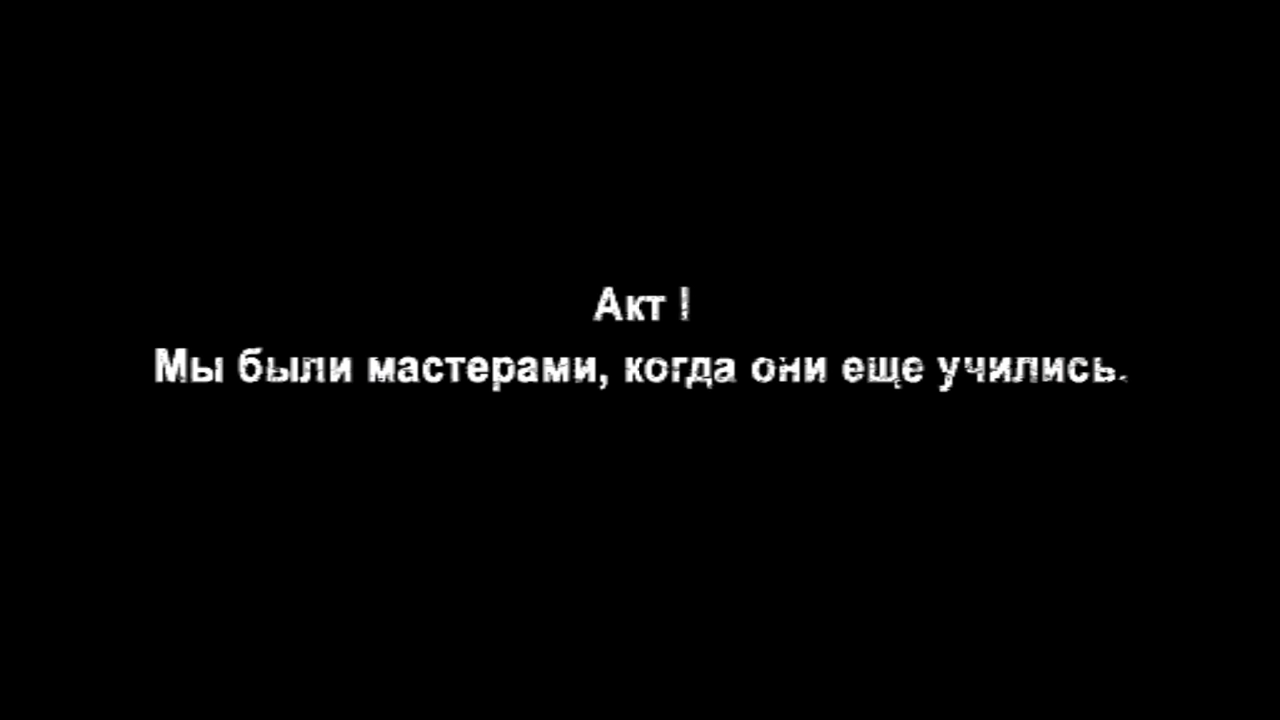 Акт I
Мы были мастерами, когда они еще учились.